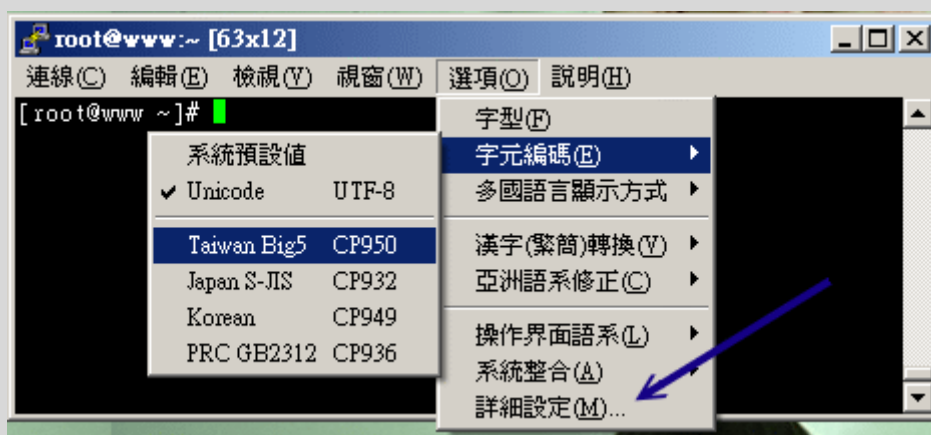 root@www:~ [63x12]
連線(C) 編輯(E) 檢視(V) 視窗(W) 選項(O) 說明(H)
[root@www ~]#
字型(F)
字元編碼(E)
多國語言顯示方式
漢字(繁簡)轉換(Y)
亞洲語系修正(C)
操作界面語系(L)
系統整合(A)
詳細設定(M)...
系統預設值
Unicode UTF-8
Taiwan Big5 CP950
Japan S-JIS CP932
Korean CP949
PRC GB2312 CP936